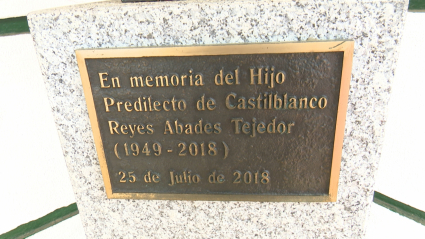 En memoria del Hijo
Predilecto de Castilblanco
Reyes Abades Tejedor
(1949-2018)
25 de Julio de 2018